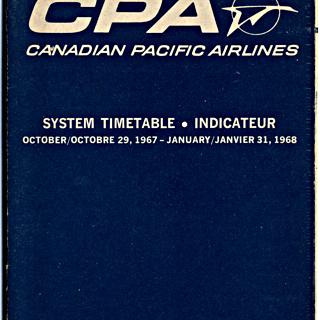 CPA
CANADIAN PACIFIC AIRLINES
SYSTEM TIMETABLE • INDICATEUR
OCTOBER/OCTOBRE 29, 1967 – JANUARY/JANVIER 31, 1968